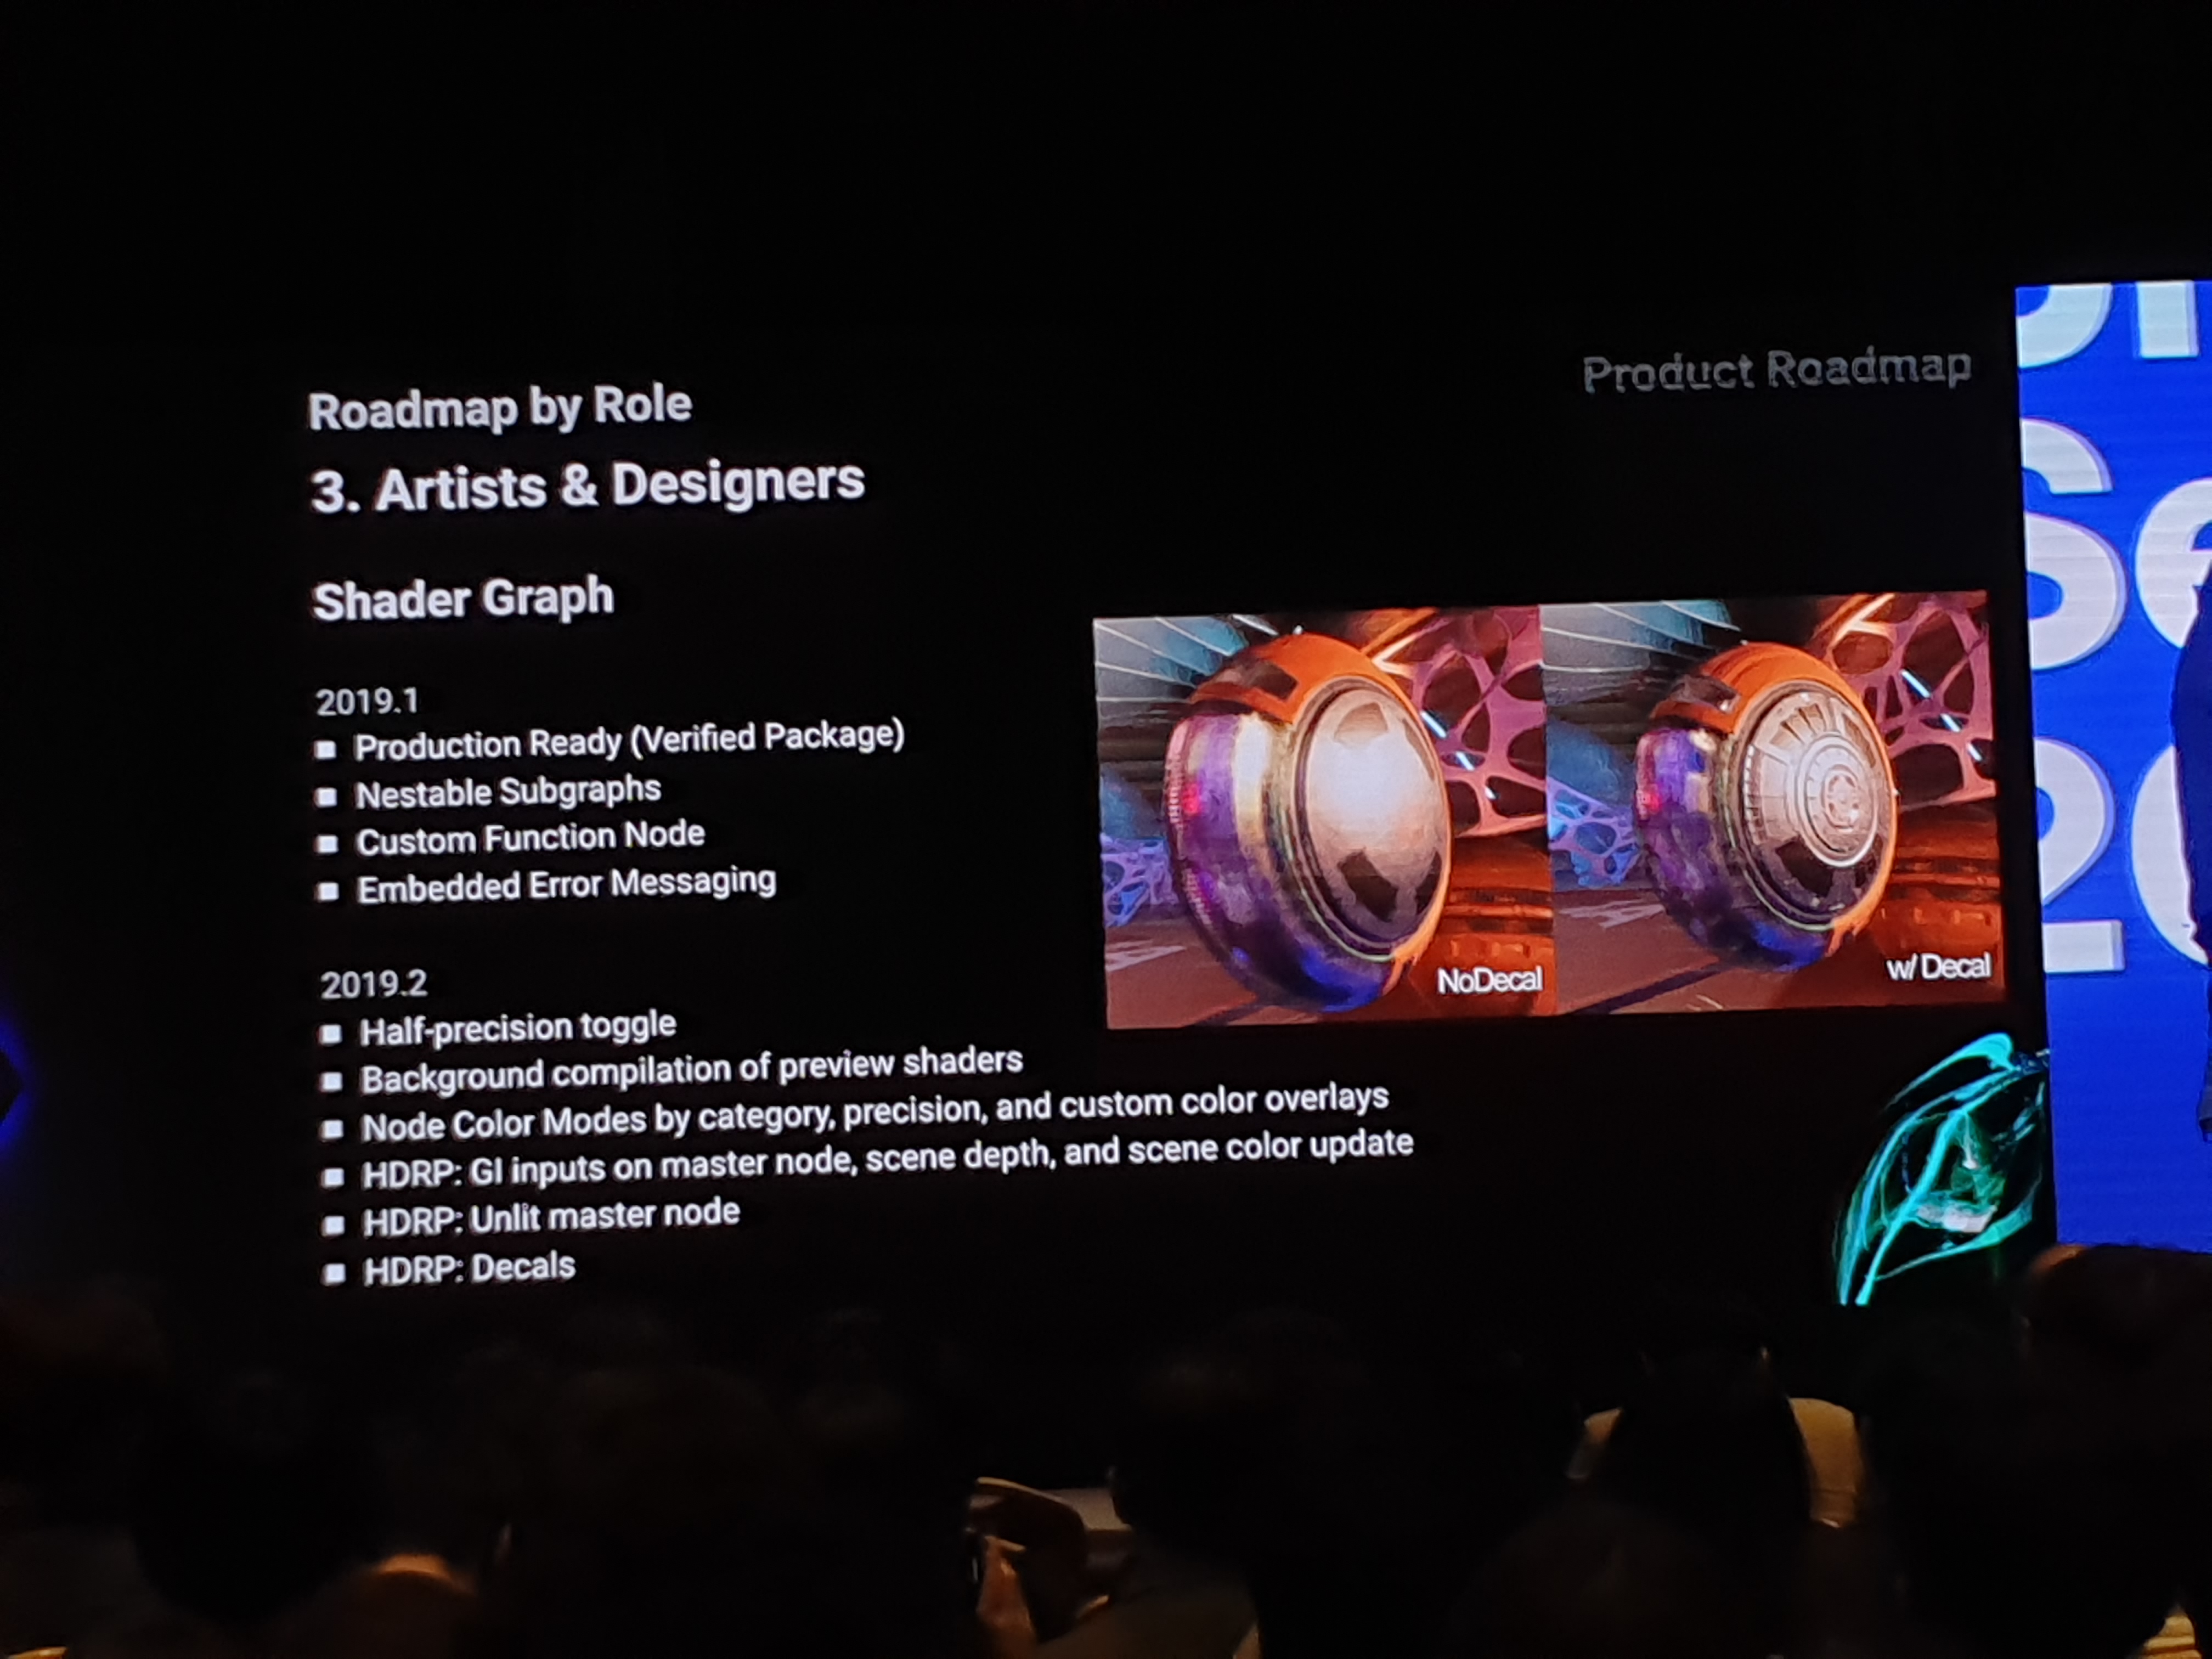 Product Roadmap
Roadmap by Role
3. Artists & Designers
Shader Graph
2019.1
Production Ready (Verified Package)
Nestable Subgraphs
Custom Function Node
Embedded Error Messaging
2019.2
Half-precision toggle
Background compilation of preview shaders
Node Color Modes by category, precision, and custom color overlays
HDRP: GI inputs on master node, scene depth, and scene color update
HDRP: Unlit master node
HDRP: Decals
NoDecal
w/ Decal